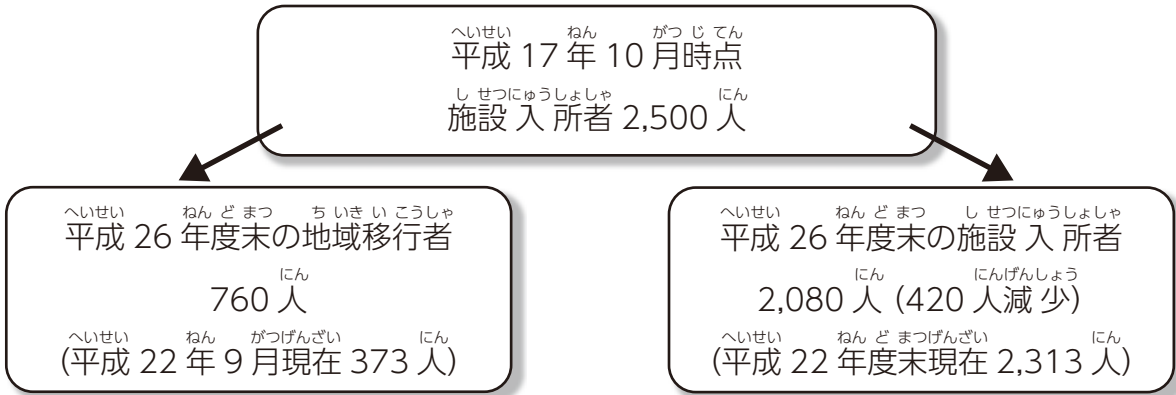 へいせい ねん がつ じ てん
平成 17 年 10 月時点
し せつにゅうしょしゃ にん
施設 入 所者 2,500 人
へいせい ねん ど まつ ち いき い こうしゃ
平成 26 年度末の地域移行者
にん
760 人
へいせい ねん がつげんざい にん
(平成 22 年 9 月現在 373 人)
へいせい ねん ど まつ し せつにゅうしょしゃ
平成 26 年度末の施設 入 所者
にん にんげんしょう
2,080 人 (420 人減 少)
へいせい ねん ど まつげんざい にん
(平成 22 年度末現在 2,313 人)